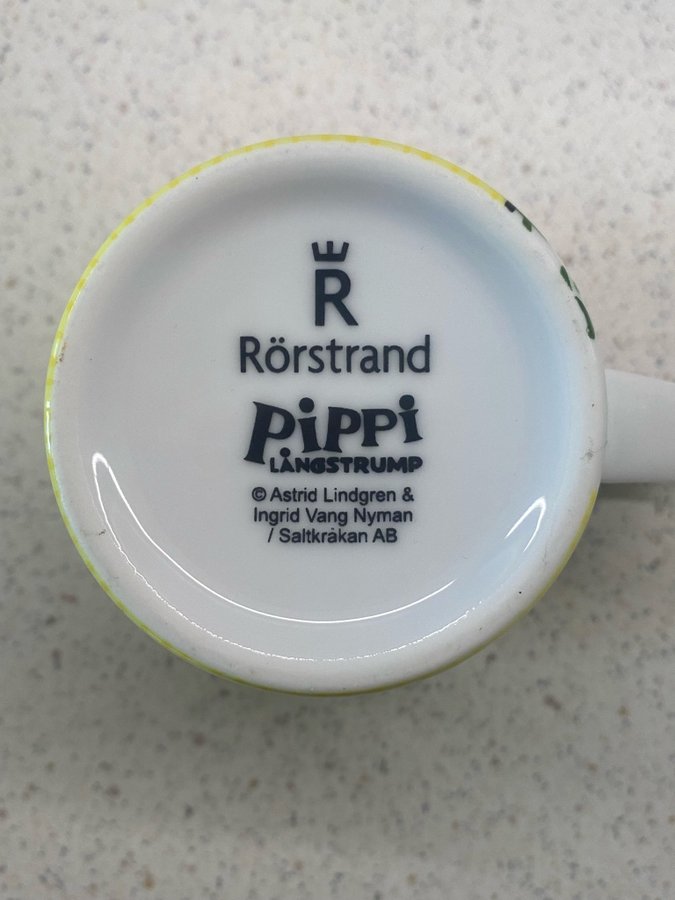 R
Rörstrand
PiPPi
LÅNGSTRUMP
© Astrid Lindgren &
Ingrid Vang Nyman
/ Saltkråkan AB